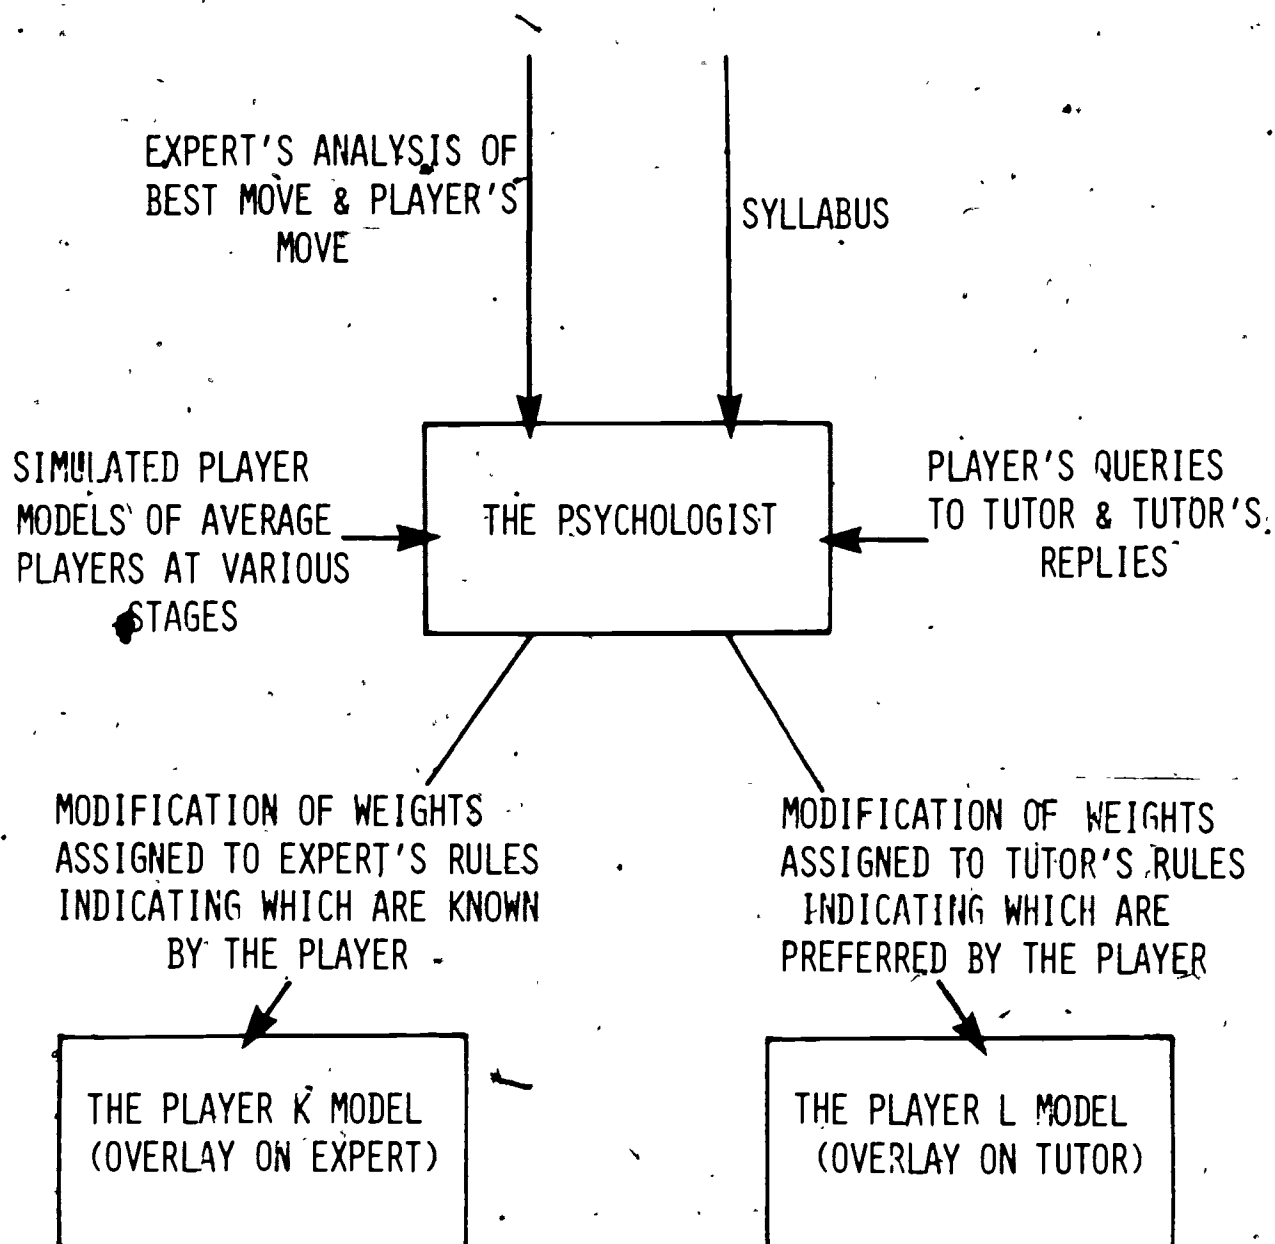 EXPERT'S ANALYSIS OF
BEST MOVE & PLAYER'S
MOVE
SYLLABUS
SIMULATED PLAYER
MODELS OF AVERAGE
PLAYERS AT VARIOUS
STAGES
THE PSYCHOLOGIST
PLAYER'S QUERIES
TO TUTOR & TUTOR'S
REPLIES
MODIFICATION OF WEIGHTS
ASSIGNED TO EXPERT'S RULES
INDICATING WHICH ARE KNOWN
BY THE PLAYER
MODIFICATION OF WEIGHTS
ASSIGNED TO TUTOR'S RULES
INDICATING WHICH ARE
PREFERRED BY THE PLAYER
THE PLAYER K MODEL
(OVERLAY ON EXPERT)
THE PLAYER L MODEL
(OVERLAY ON TUTOR)